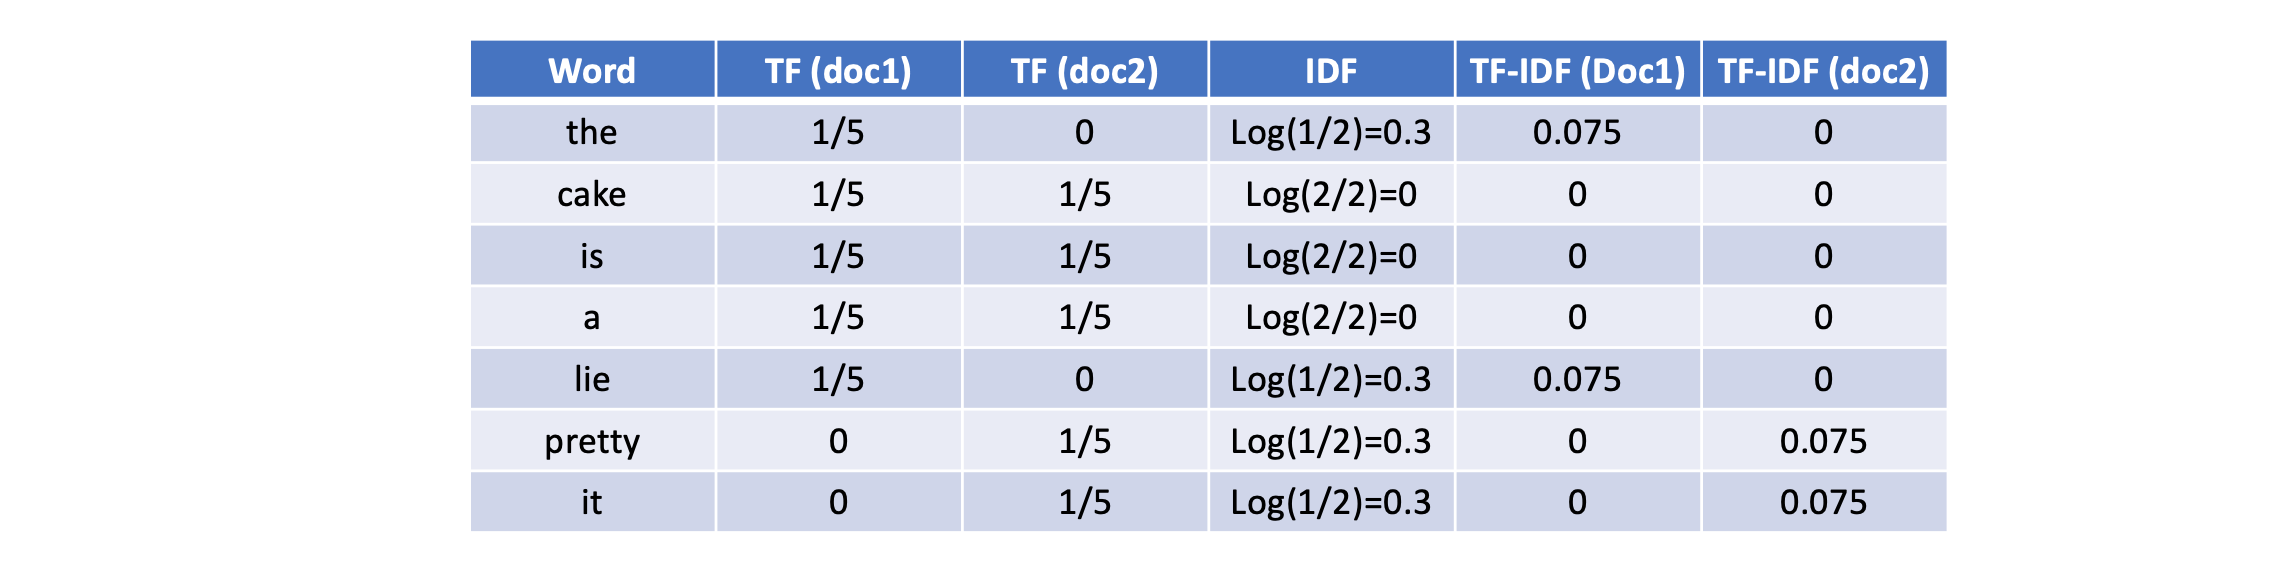 Word TF (doc1) TF (doc2) IDF TF-IDF (Doc1) TF-IDF (doc2)
the 1/5 0 Log(1/2)=0.3 0.075 0
cake 1/5 1/5 Log(2/2)=0 0 0
is 1/5 1/5 Log(2/2)=0 0 0
a 1/5 1/5 Log(2/2)=0 0 0
lie 1/5 0 Log(1/2)=0.3 0.075 0
pretty 0 1/5 Log(1/2)=0.3 0 0.075
it 0 1/5 Log(1/2)=0.3 0 0.075